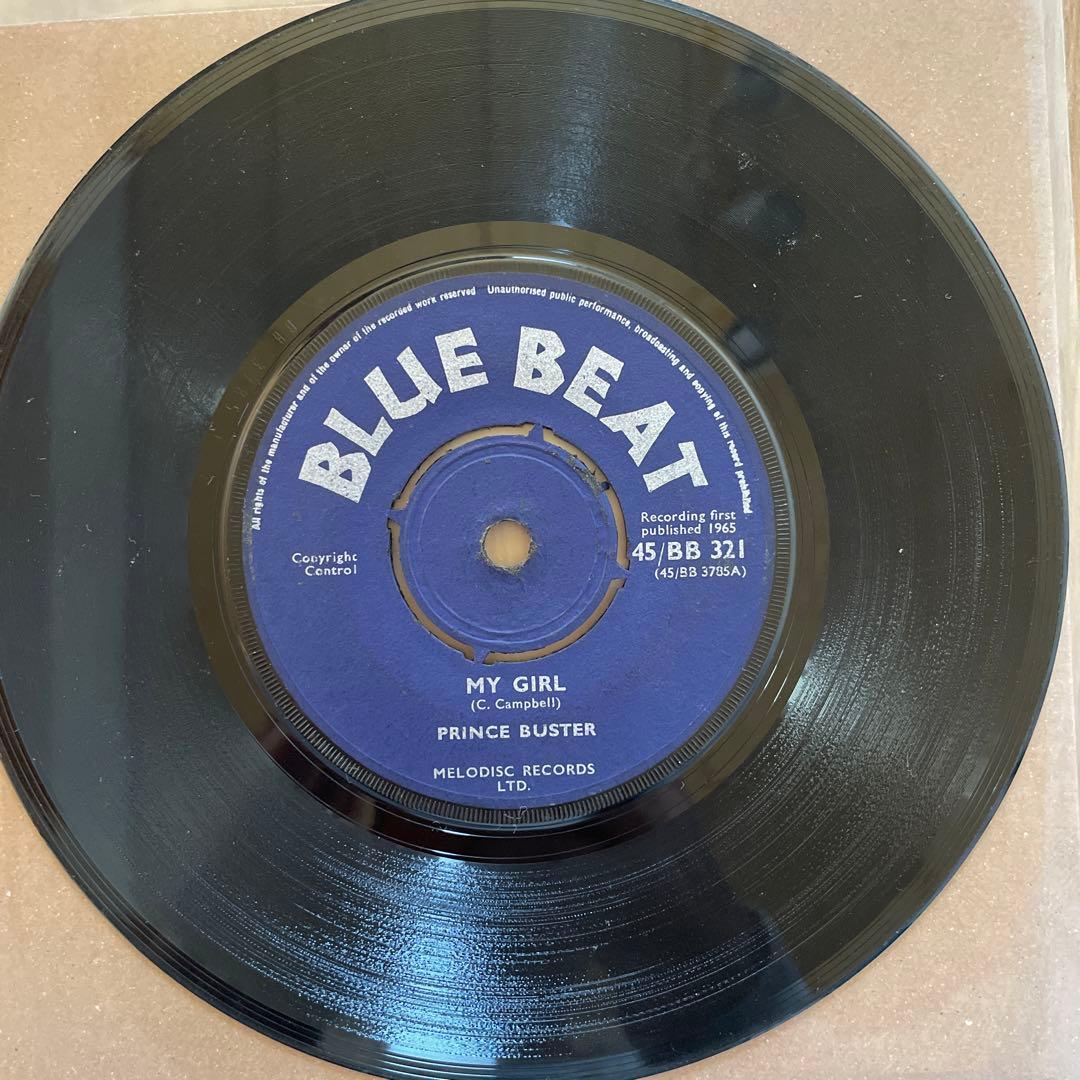 All rights of the manufacturer and of the owner of the recorded work reserved Unauthorised public performance, broadcasting and copying of this record prohibited
BLUE BEAT
Recording first
published 1965
45/BB 321
(45/BB 3785A)
Copyright
Control
MY GIRL
(C. Campbell)
PRINCE BUSTER
MELODISC RECORDS
LTD.